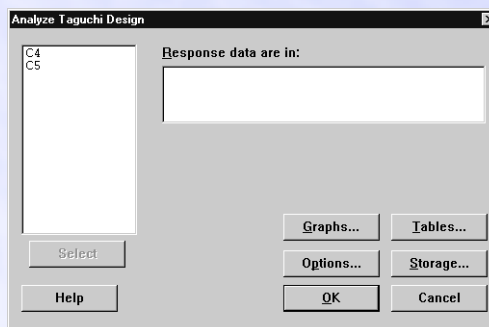 Analyze Taguchi Design
C4
C5
Response data are in:
Graphs...
Tables...
Select
Options...
Storage...
Help
OK
Cancel